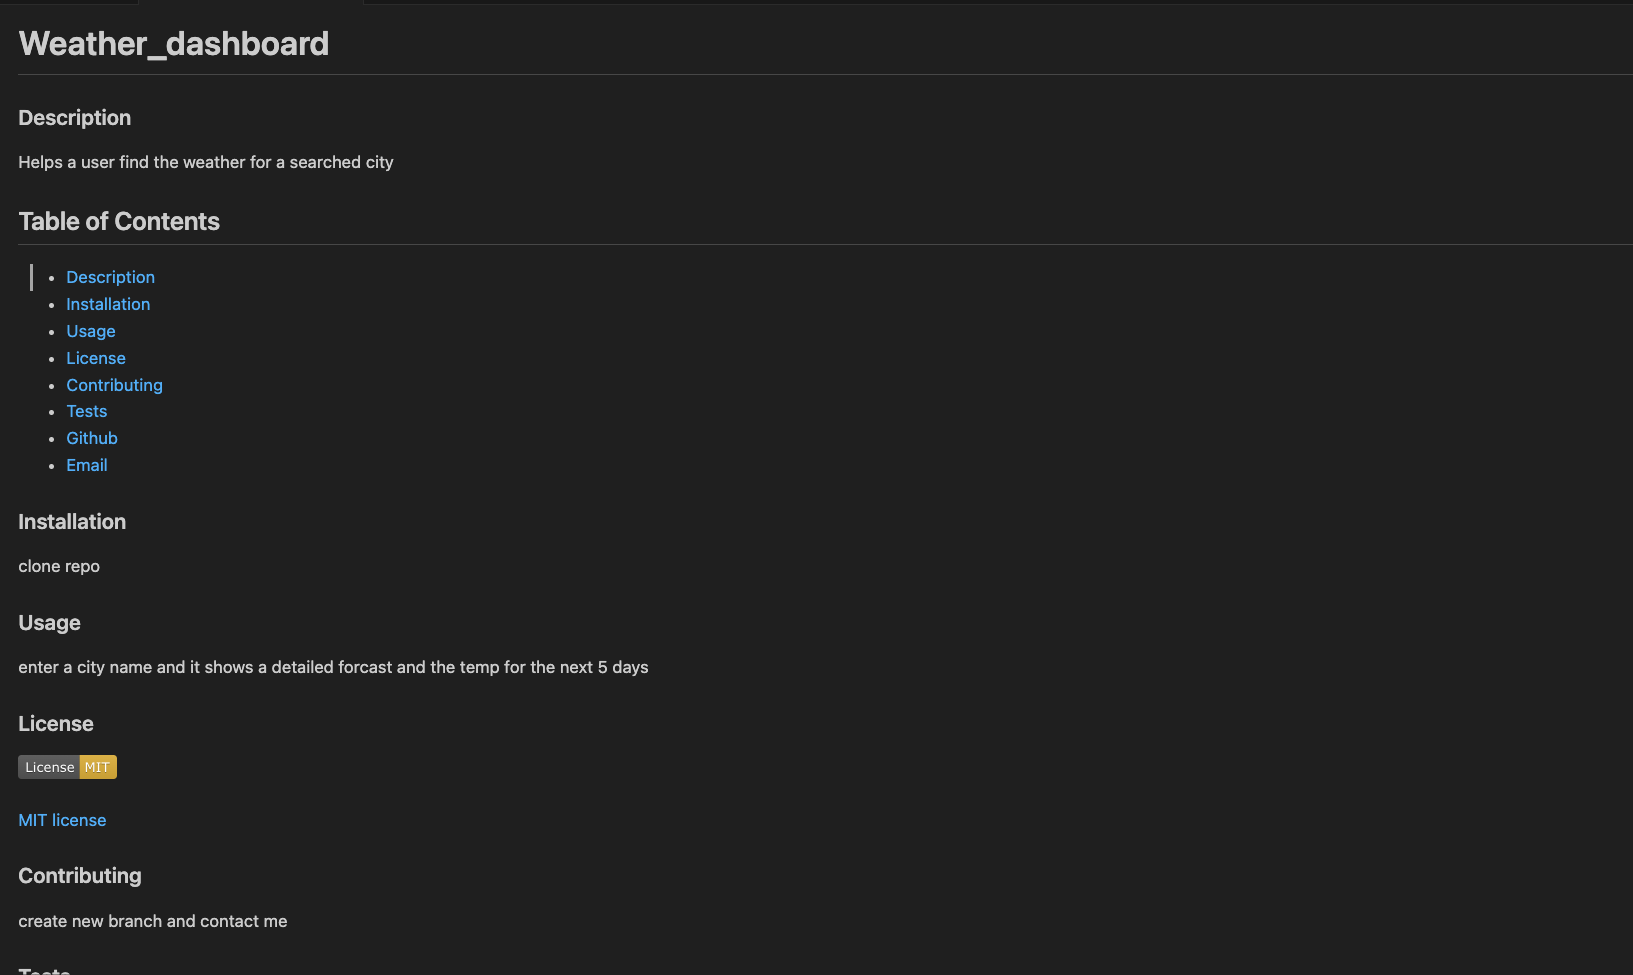 Weather_dashboard
Description
Helps a user find the weather for a searched city
Table of Contents
Description
Installation
Usage
License
Contributing
Tests
Github
Email
Installation
clone repo
Usage
enter a city name and it shows a detailed forcast and the temp for the next 5 days
License
License MIT
MIT license
Contributing
create new branch and contact me
Tests